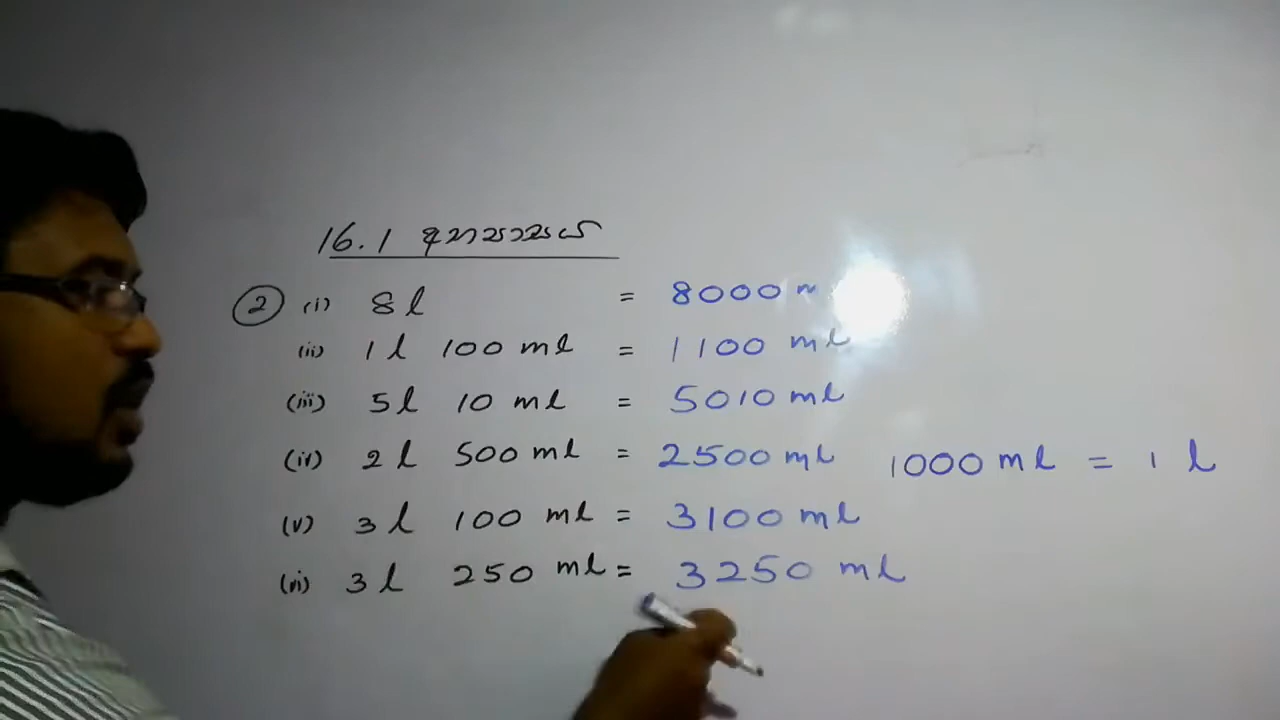 16.1 අභ්‍යාසය
② (i) 8 l = 8000 m
(ii) 1 l 100 ml = 1100 ml
(iii) 5 l 10 ml = 5010 ml
(iv) 2 l 500 ml = 2500 ml 1000 ml = 1 l
(v) 3 l 100 ml = 3100 ml
(vi) 3 l 250 ml = 3250 ml